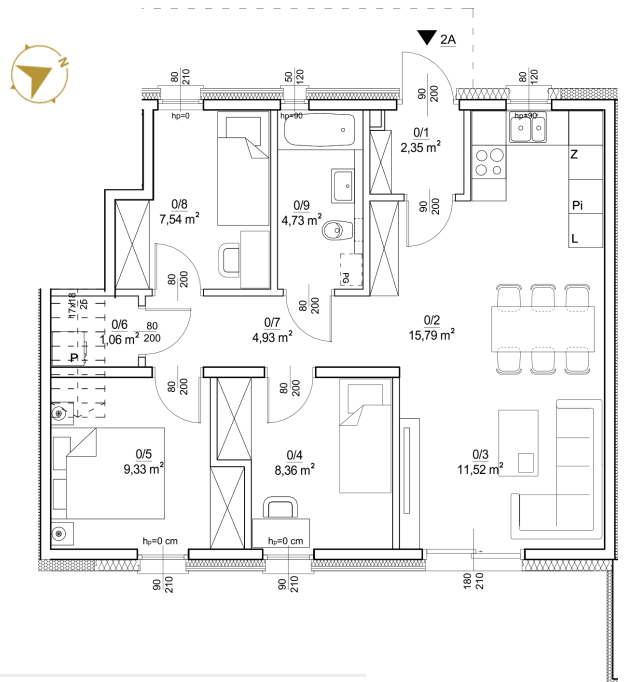 N
2A
80
210
50
120
90
200
80
120
hp=0
hp=90
hp=90
0/1
2,35 m²
Z
0/8
7,54 m²
0/9
4,73 m²
90
200
Pi
L
PG
80
200
80
200
17x18
25
0/6
1,06 m²
80
200
0/7
4,93 m²
0/2
15,79 m²
P
80
200
80
200
0/5
9,33 m²
0/4
8,36 m²
0/3
11,52 m²
hp=0 cm
hp=0 cm
90
210
90
210
180
210